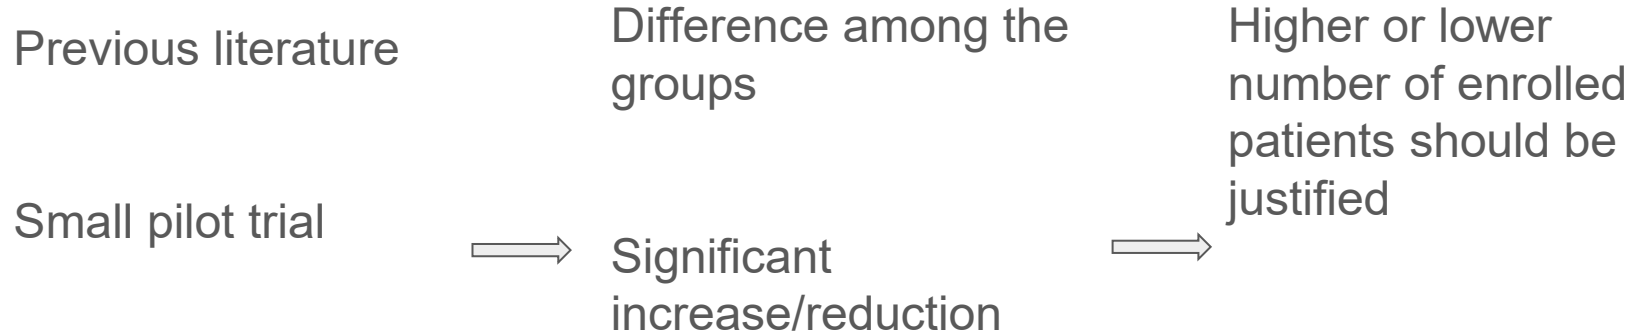 Previous literature
Small pilot trial
Difference among the
groups
Significant
increase/reduction
Higher or lower
number of enrolled
patients should be
justified